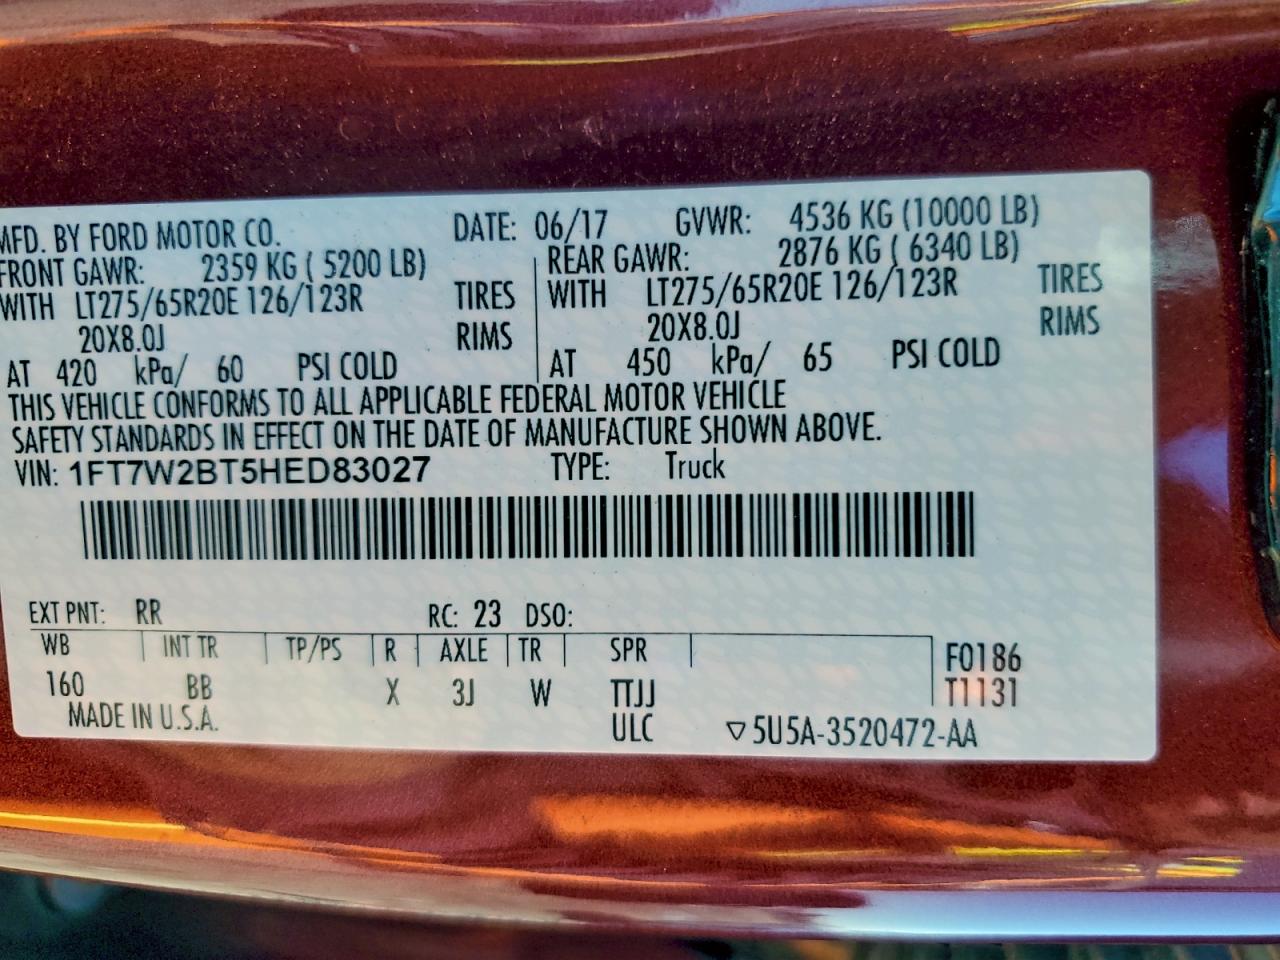 MFD. BY FORD MOTOR CO. DATE: 06/17 GVWR: 4536 KG (10000 LB)
FRONT GAWR: 2359 KG ( 5200 LB) REAR GAWR: 2876 KG ( 6340 LB)
WITH LT275/65R20E 126/123R TIRES WITH LT275/65R20E 126/123R TIRES
20X8.0J RIMS 20X8.0J RIMS
AT 420 kPa/ 60 PSI COLD AT 450 kPa/ 65 PSI COLD
THIS VEHICLE CONFORMS TO ALL APPLICABLE FEDERAL MOTOR VEHICLE
SAFETY STANDARDS IN EFFECT ON THE DATE OF MANUFACTURE SHOWN ABOVE.
VIN: 1FT7W2BT5HED83027 TYPE: Truck
EXT PNT: RR RC: 23 DSO:
WB INT TR TP/PS R AXLE TR SPR F0186
160 BB X 3J W TTJJ T1131
MADE IN U.S.A. ULC ▽5U5A-3520472-AA